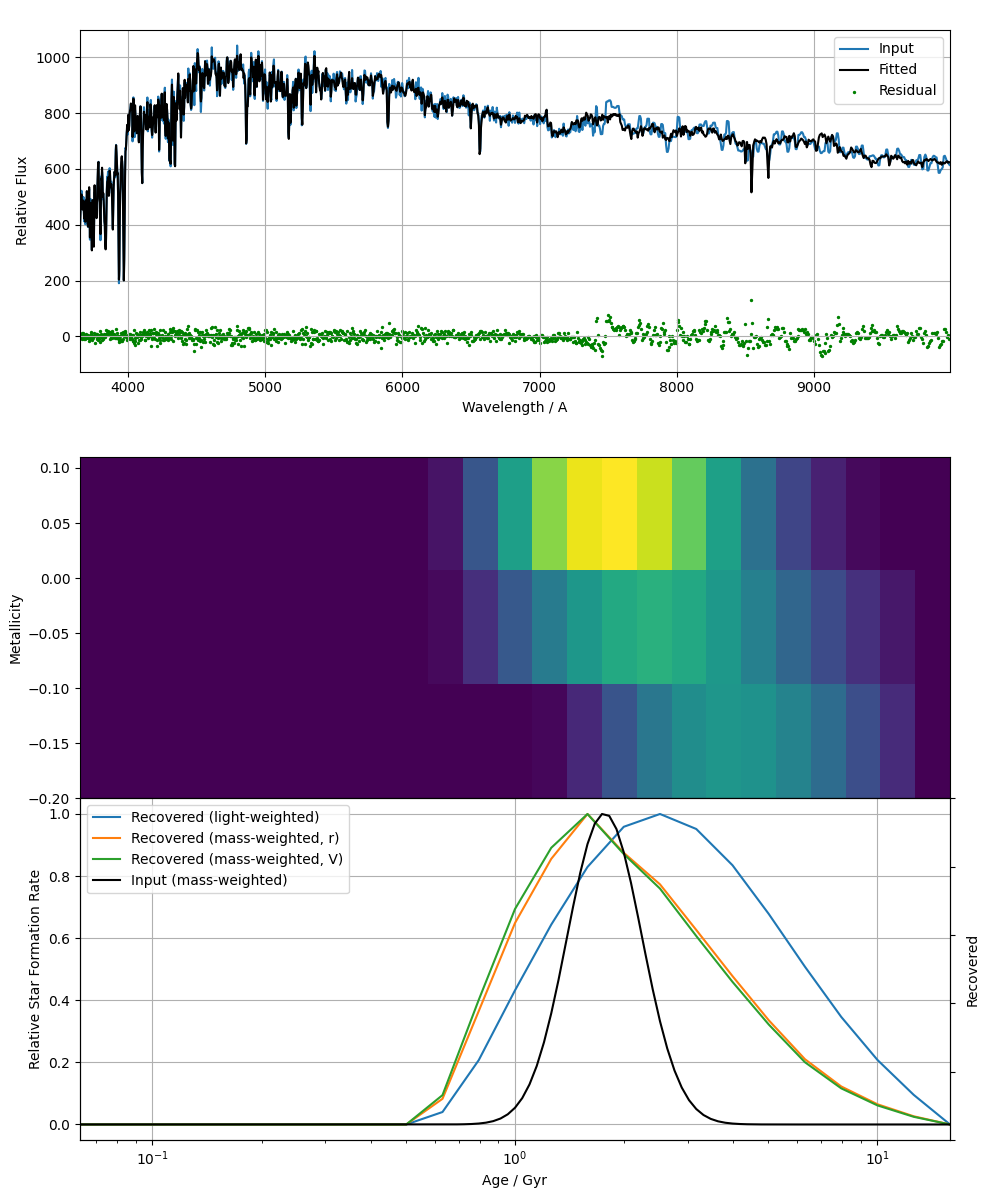 1000
800
600
400
200
0
Relative Flux
Input
Fitted
Residual
4000 5000 6000 7000 8000 9000
Wavelength / A
0.10
0.05
0.00
−0.05
−0.10
−0.15
−0.20
Metallicity
1.0
0.8
0.6
0.4
0.2
0.0
Relative Star Formation Rate
Recovered (light-weighted)
Recovered (mass-weighted, r)
Recovered (mass-weighted, V)
Input (mass-weighted)
Recovered
10⁻¹ 10⁰ 10¹
Age / Gyr